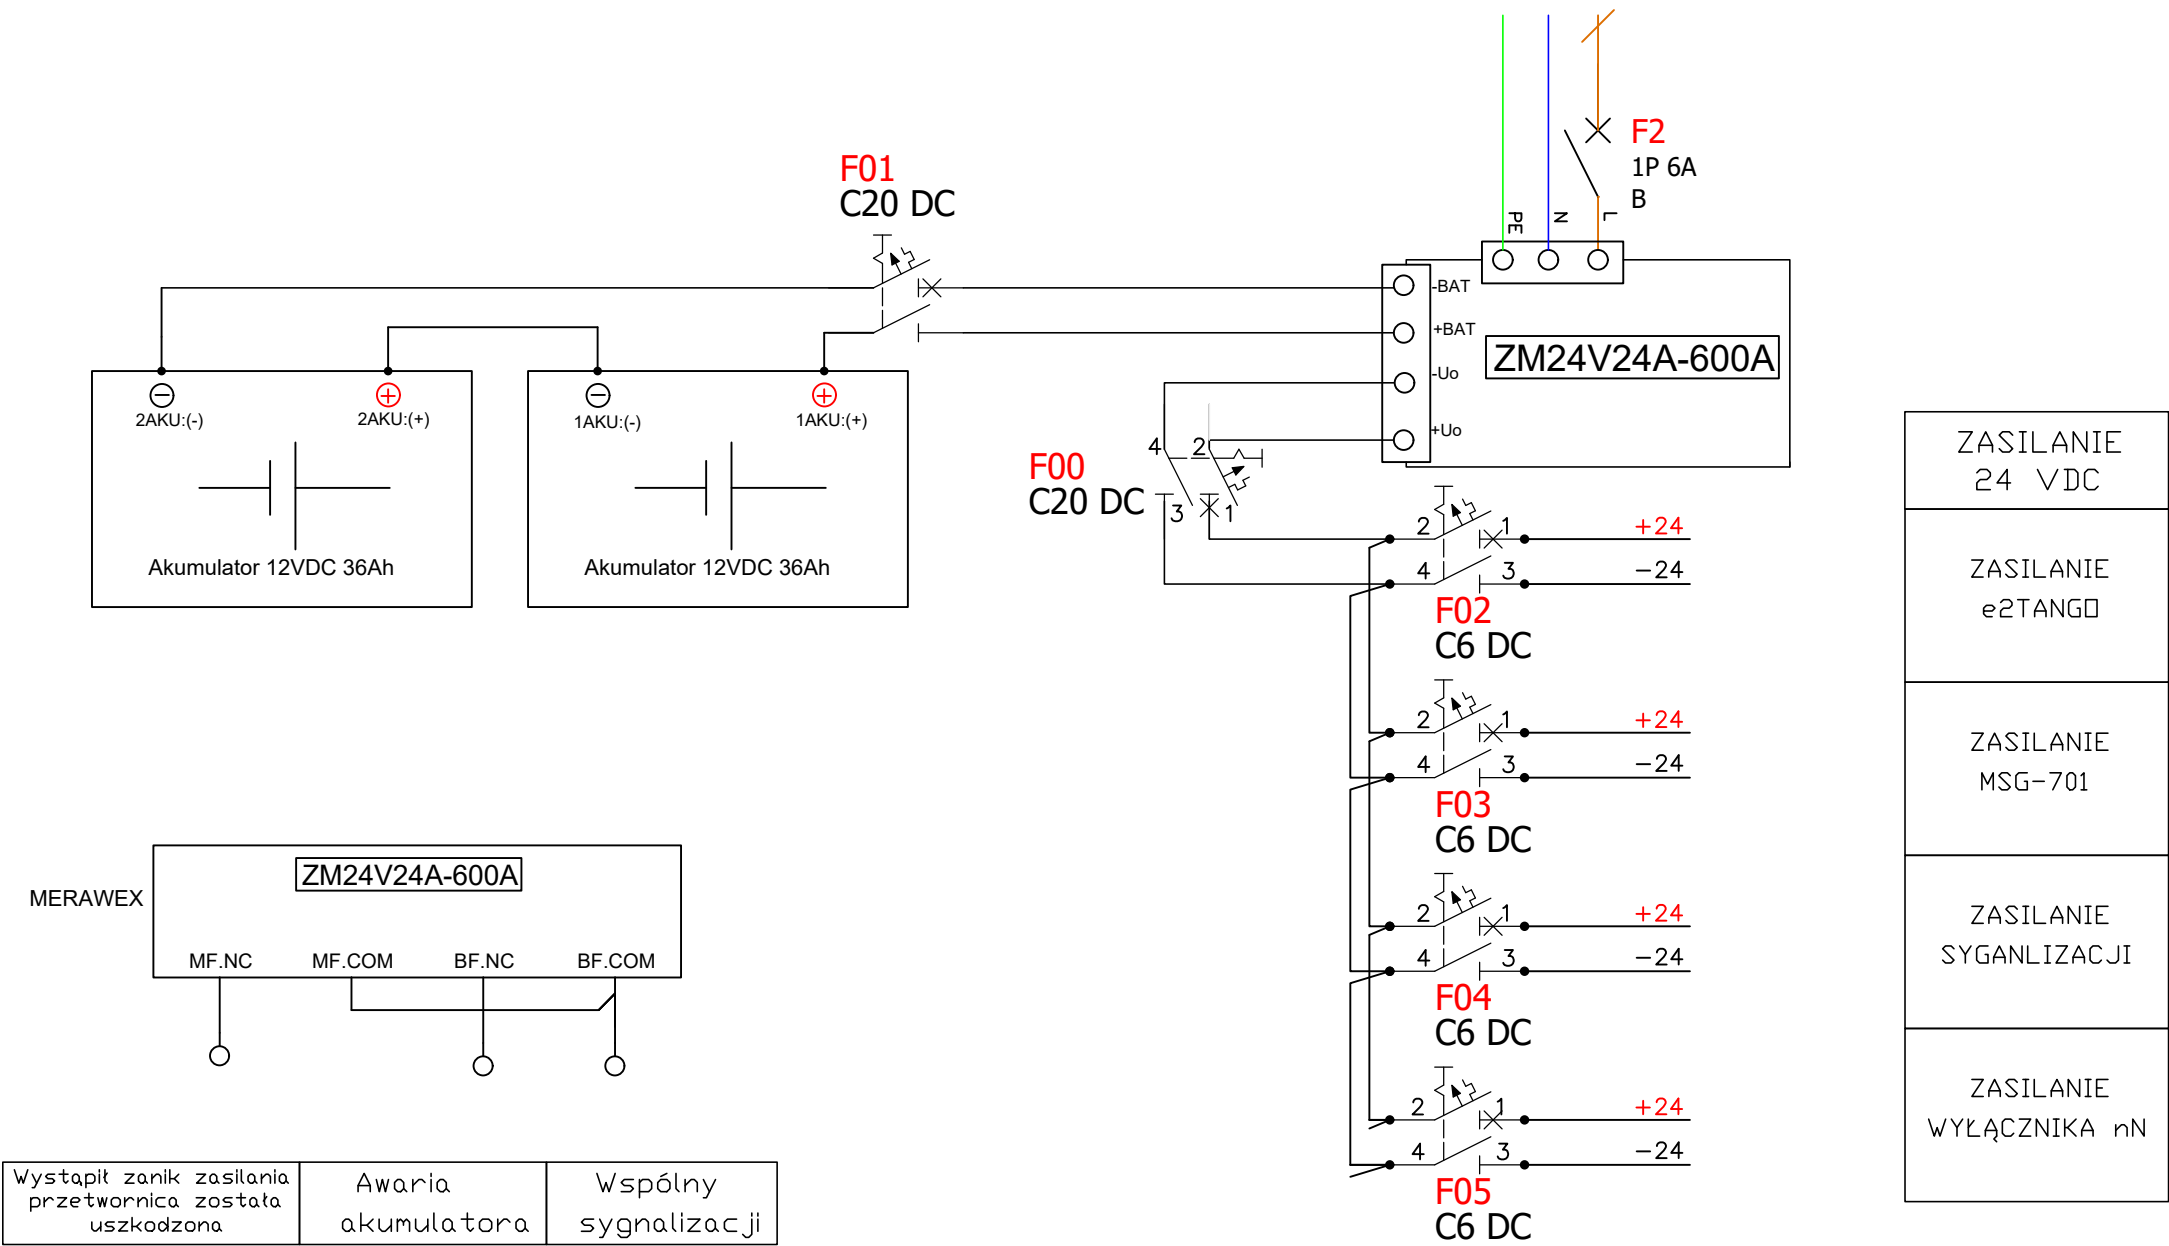 F2
1P 6A
B
PE
N
L
F01
C20 DC
-BAT
+BAT
-Uo
+Uo
ZM24V24A-600A
2AKU:(-)
2AKU:(+)
Akumulator 12VDC 36Ah
1AKU:(-)
1AKU:(+)
Akumulator 12VDC 36Ah
F00
C20 DC
4
2
3
1
2
1
+24
4
3
-24
F02
C6 DC
2
1
+24
4
3
-24
F03
C6 DC
2
1
+24
4
3
-24
F04
C6 DC
2
1
+24
4
3
-24
F05
C6 DC
ZASILANIE
24 VDC
ZASILANIE
e2TANGO
ZASILANIE
MSG-701
ZASILANIE
SYGANLIZACJI
ZASILANIE
WYŁĄCZNIKA nN
MERAWEX
ZM24V24A-600A
MF.NC
MF.COM
BF.NC
BF.COM
Wystąpił zanik zasilania
przetwornica została
uszkodzona
Awaria
akumulatora
Wspólny
sygnalizacji